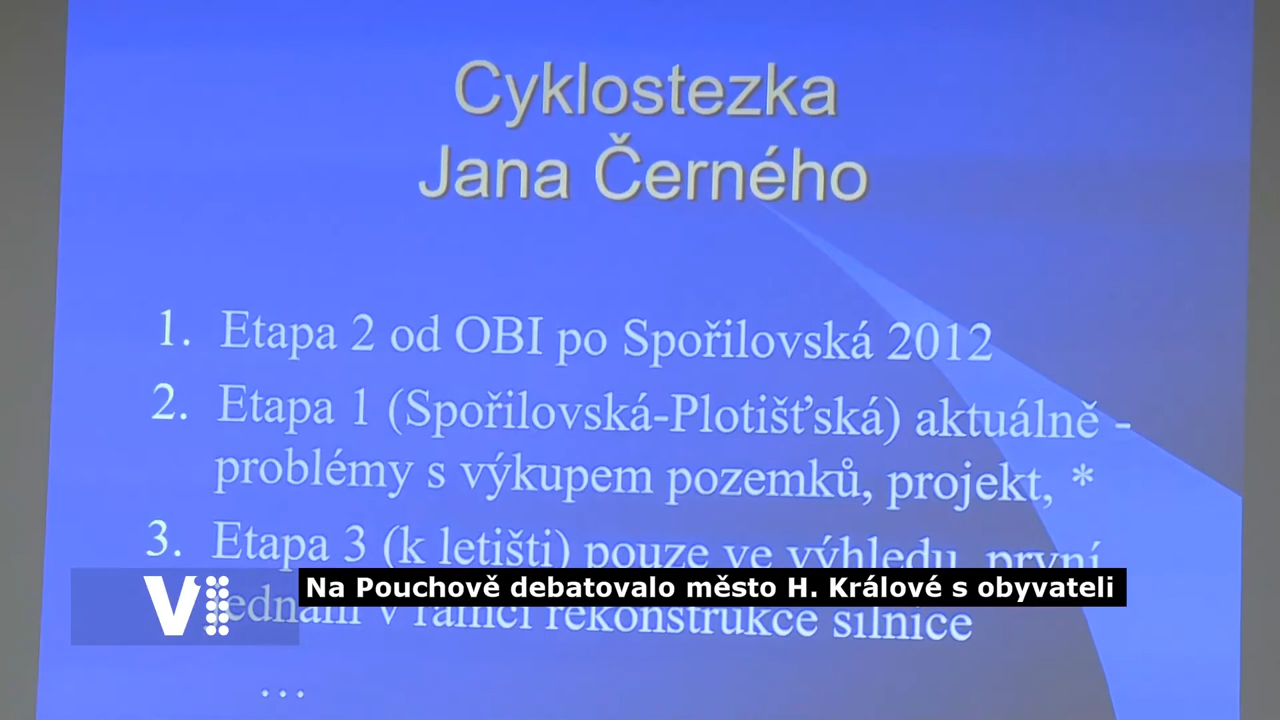 Cyklostezka
Jana Černého
1. Etapa 2 od OBI po Spořilovská 2012
2. Etapa 1 (Spořilovská-Plotišťská) aktuálně -
problémy s výkupem pozemků, projekt, *
3. Etapa 3 (k letišti) pouze ve výhledu, první
Na Pouchově debatovalo město H. Králové s obyvateli
V
v rámci rekonstrukce silnice
…